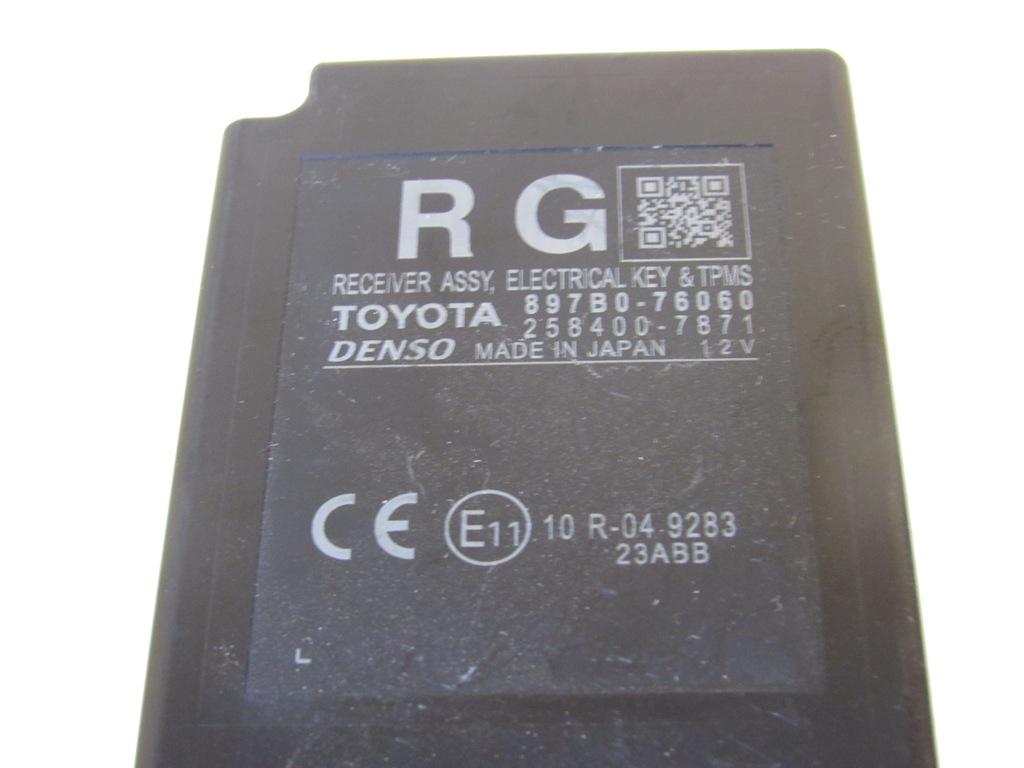 R G
RECEIVER ASSY, ELECTRICAL KEY & TPMS
TOYOTA 897B0-76060
258400-7871
DENSO MADE IN JAPAN 12V
CE E11 10 R-04 9283
23ABB
L